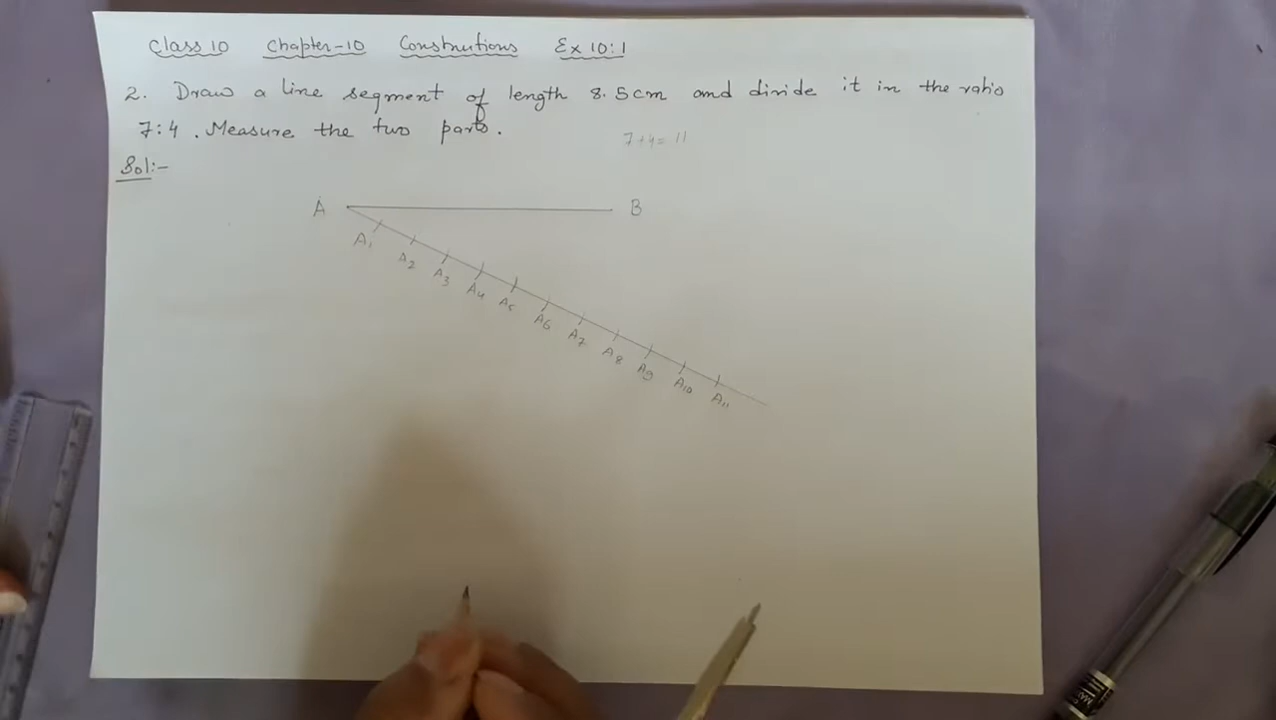 Class 10 Chapter-10 Constructions Ex 10:1
2. Draw a line segment of length 8.5cm and divide it in the ratio
7:4. Measure the two parts.
7+4= 11
Sol:-
A B
A1
A2
A3
A4
A5
A6
A7
A8
A9
A10
A11